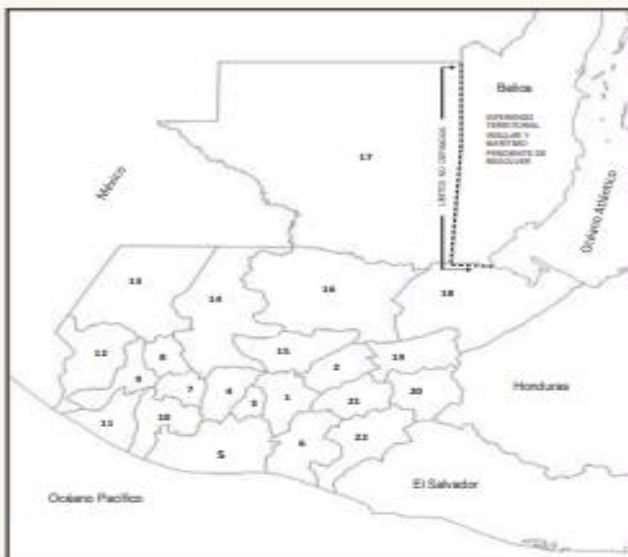 Belice
DIFERENDO
TERRITORIAL
INSULAR Y
MARÍTIMO
PENDIENTE DE
RESOLVER
LÍMITES NO DEFINIDOS
17
México
Océano Atlántico
13
14
16
18
12
8
15
2
19
9
7
4
3
1
21
20
Honduras
11
10
6
22
5
El Salvador
Océano Pacífico